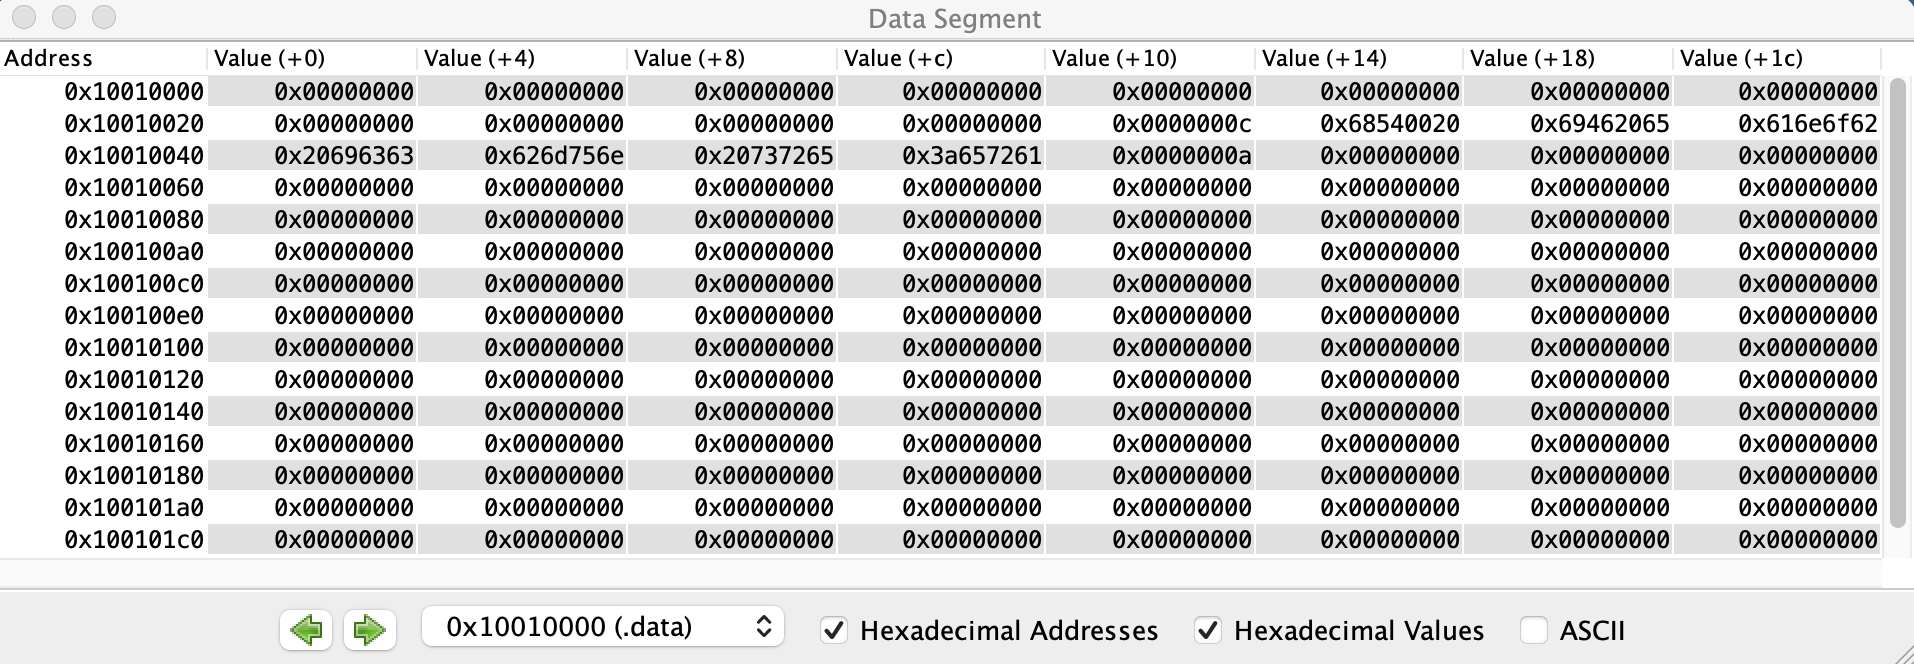 Data Segment
Address Value (+0) Value (+4) Value (+8) Value (+c) Value (+10) Value (+14) Value (+18) Value (+1c)
0x10010000 0x00000000 0x00000000 0x00000000 0x00000000 0x00000000 0x00000000 0x00000000 0x00000000
0x10010020 0x00000000 0x00000000 0x00000000 0x00000000 0x0000000c 0x68540020 0x69462065 0x616e6f62
0x10010040 0x20696363 0x626d756e 0x20737265 0x3a657261 0x0000000a 0x00000000 0x00000000 0x00000000
0x10010060 0x00000000 0x00000000 0x00000000 0x00000000 0x00000000 0x00000000 0x00000000 0x00000000
0x10010080 0x00000000 0x00000000 0x00000000 0x00000000 0x00000000 0x00000000 0x00000000 0x00000000
0x100100a0 0x00000000 0x00000000 0x00000000 0x00000000 0x00000000 0x00000000 0x00000000 0x00000000
0x100100c0 0x00000000 0x00000000 0x00000000 0x00000000 0x00000000 0x00000000 0x00000000 0x00000000
0x100100e0 0x00000000 0x00000000 0x00000000 0x00000000 0x00000000 0x00000000 0x00000000 0x00000000
0x10010100 0x00000000 0x00000000 0x00000000 0x00000000 0x00000000 0x00000000 0x00000000 0x00000000
0x10010120 0x00000000 0x00000000 0x00000000 0x00000000 0x00000000 0x00000000 0x00000000 0x00000000
0x10010140 0x00000000 0x00000000 0x00000000 0x00000000 0x00000000 0x00000000 0x00000000 0x00000000
0x10010160 0x00000000 0x00000000 0x00000000 0x00000000 0x00000000 0x00000000 0x00000000 0x00000000
0x10010180 0x00000000 0x00000000 0x00000000 0x00000000 0x00000000 0x00000000 0x00000000 0x00000000
0x100101a0 0x00000000 0x00000000 0x00000000 0x00000000 0x00000000 0x00000000 0x00000000 0x00000000
0x100101c0 0x00000000 0x00000000 0x00000000 0x00000000 0x00000000 0x00000000 0x00000000 0x00000000
0x10010000 (.data) Hexadecimal Addresses Hexadecimal Values ASCII